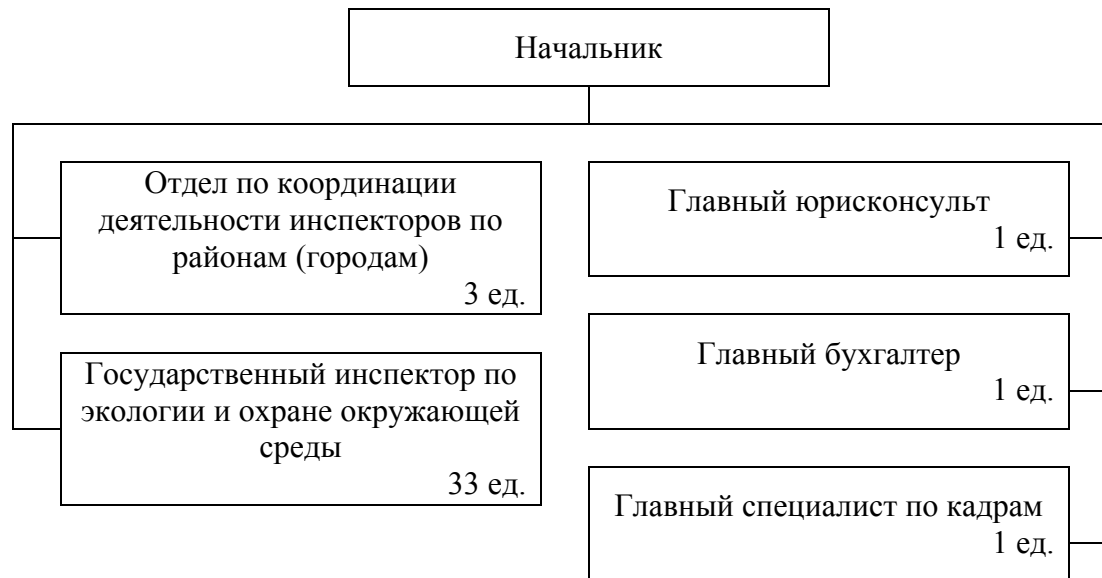 Начальник
Отдел по координации
деятельности инспекторов по
районам (городам)
3 ед.
Государственный инспектор по
экологии и охране окружающей
среды
33 ед.
Главный юрисконсульт
1 ед.
Главный бухгалтер
1 ед.
Главный специалист по кадрам
1 ед.